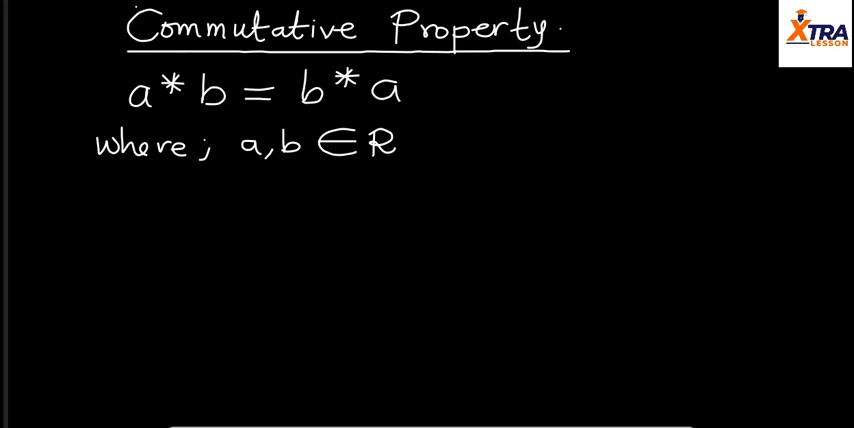 Commutative Property.
XTRA
LESSON
a * b = b * a
where; a, b ∈ R